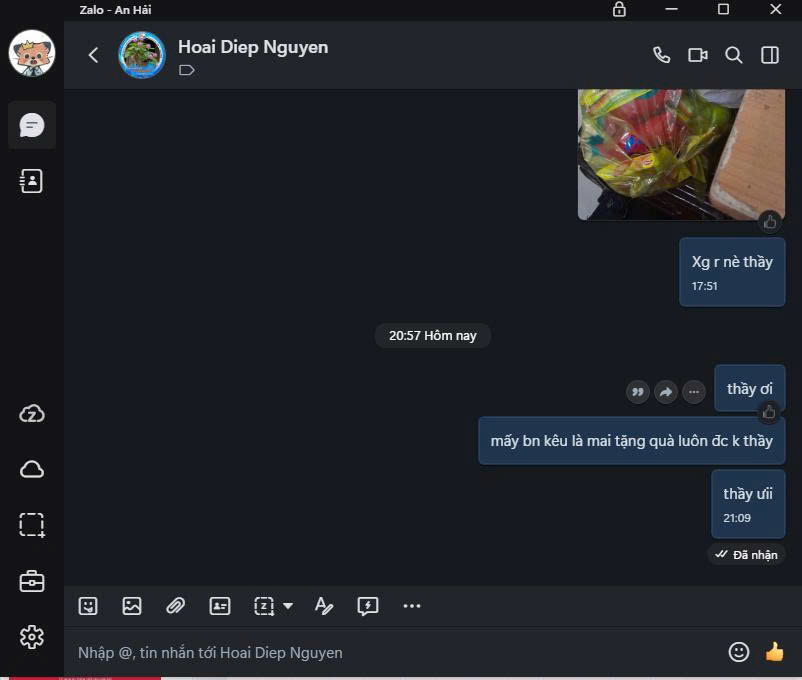 Zalo - An Hải
Hoai Diep Nguyen
Xg r nè thầy
17:51
20:57 Hôm nay
thầy ơi
mấy bn kêu là mai tặng quà luôn đc k thầy
thầy ưii
21:09
Đã nhận
Nhập @, tin nhắn tới Hoai Diep Nguyen